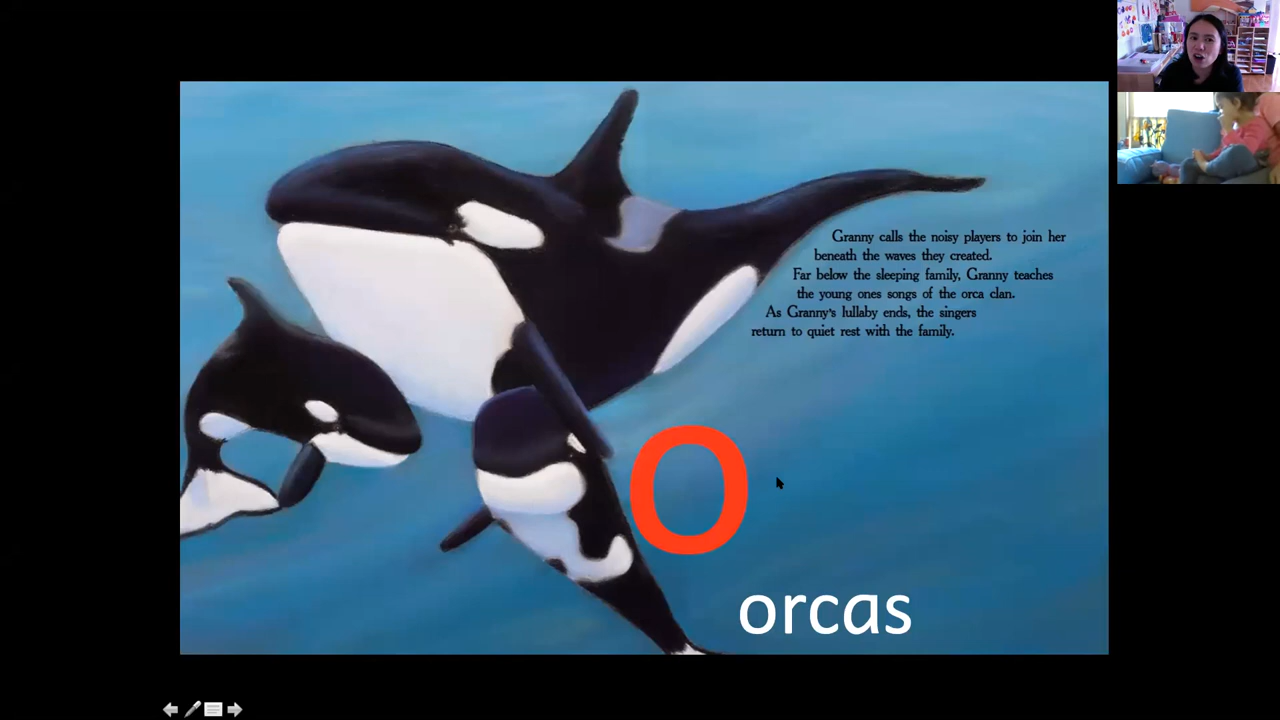 Granny calls the noisy players to join her
beneath the waves they created.
Far below the sleeping family, Granny teaches
the young ones songs of the orca clan.
As Granny's lullaby ends, the singers
return to quiet rest with the family.
O
orcas